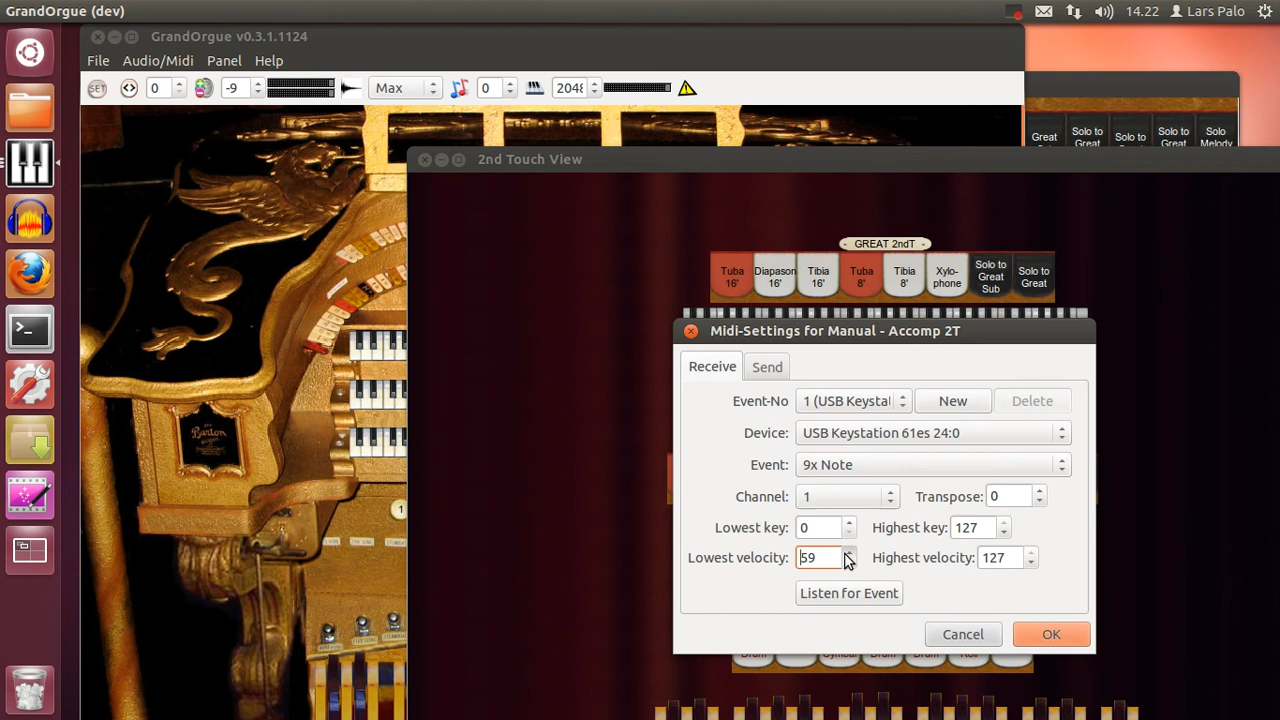 GrandOrgue (dev)
14.22
Lars Palo
GrandOrgue v0.3.1.1124
File
Audio/Midi
Panel
Help
SET
0
-9
Max
0
2048
Great
Solo to
Great
Solo to
Solo to
Great
Solo
Melody
2nd Touch View
GREAT 2ndT
Tuba
16'
Diapason
16'
Tibia
16'
Tuba
8'
Tibia
8'
Xylo-
phone
Solo to
Great
Sub
Solo to
Great
Midi-Settings for Manual - Accomp 2T
Receive
Send
Event-No
1 (USB Keystat
New
Delete
Device:
USB Keystation 61es 24:0
Event:
9x Note
Channel:
1
Transpose:
0
Lowest key:
0
Highest key:
127
Lowest velocity:
59
Highest velocity:
127
Listen for Event
Cancel
OK
Barton
1